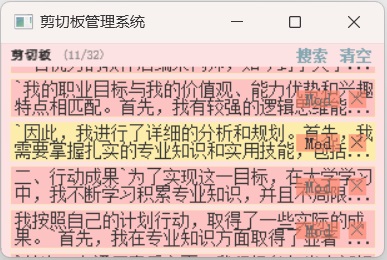 剪切板管理系统
剪切板 (11/32) 搜索 清空
`我的职业目标与我的价值观、能力优势和兴趣
特点相匹配。首先，我有较强的逻辑思维能...
Mod ×
`因此，我进行了详细的分析和规划。首先，我
需要掌握扎实的专业知识和实用技能，包括...
Mod ×
二、行动成果`为了实现这一目标，在大学学习
中，我不断学习积累专业知识，并且不局限...
Mod ×
我按照自己的计划行动，取得了一些实际的成
果。 首先，我在专业知识方面取得了显着
Mod ×